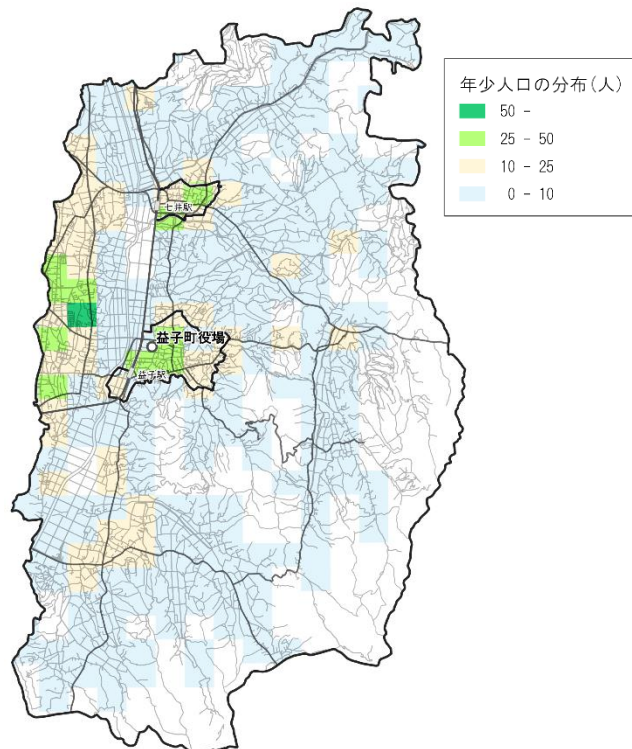 年少人口の分布(人)
50 -
25 - 50
10 - 25
0 - 10
七井駅
益子町役場
益子駅